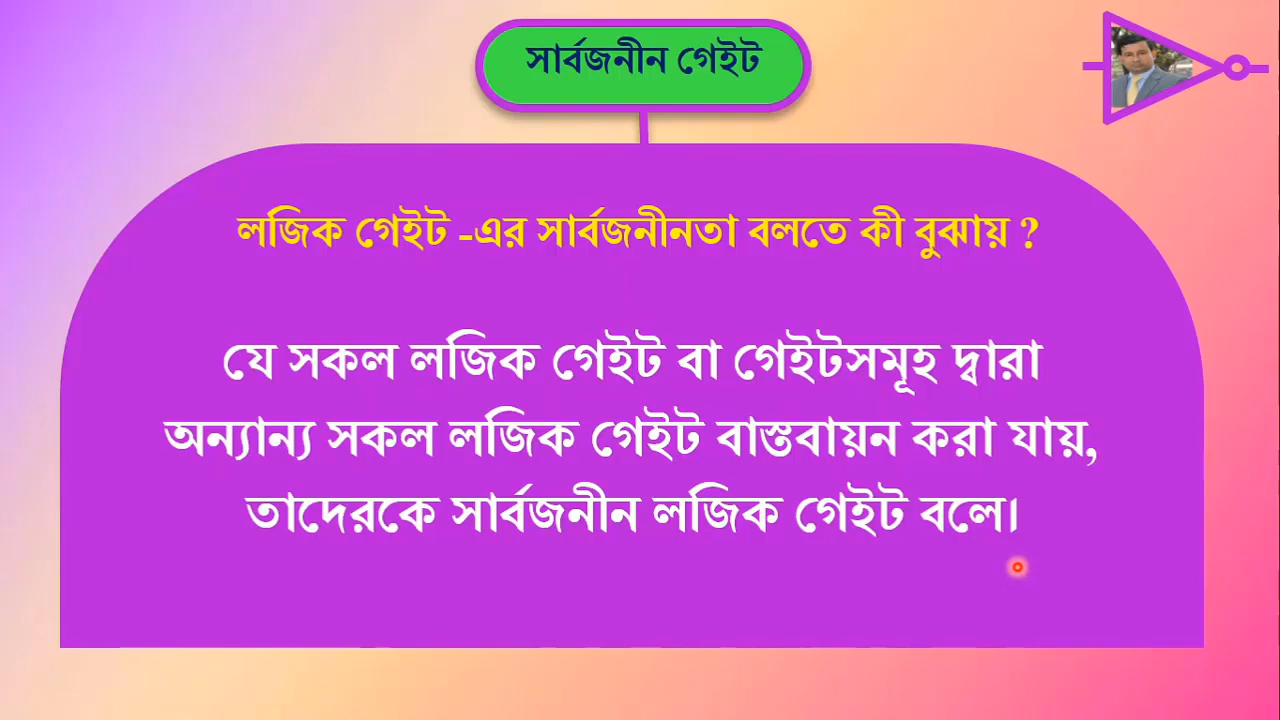 সার্বজনীন গেইট
লজিক গেইট -এর সার্বজনীনতা বলতে কী বুঝায় ?
যে সকল লজিক গেইট বা গেইটসমূহ দ্বারা
অন্যান্য সকল লজিক গেইট বাস্তবায়ন করা যায়,
তাদেরকে সার্বজনীন লজিক গেইট বলে।